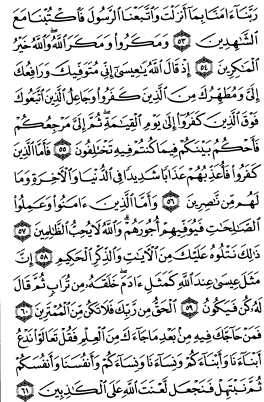 رَبَّنَآ ءَامَنَّا بِمَآ أَنزَلْتَ وَٱتَّبَعْنَا ٱلرَّسُولَ فَٱكْتُبْنَا مَعَ
ٱلشَّٰهِدِينَ ٥٣ وَمَكَرُوا۟ وَمَكَرَ ٱللَّهُ وَٱللَّهُ خَيْرُ
ٱلْمَٰكِرِينَ ٥٤ إِذْ قَالَ ٱللَّهُ يَٰعِيسَىٰٓ إِنِّى مُتَوَفِّيكَ وَرَافِعُكَ
إِلَىَّ وَمُطَهِّرُكَ مِنَ ٱلَّذِينَ كَفَرُوا۟ وَجَاعِلُ ٱلَّذِينَ ٱتَّبَعُوكَ
فَوْقَ ٱلَّذِينَ كَفَرُوٓا۟ إِلَىٰ يَوْمِ ٱلْقِيَٰمَةِ ثُمَّ إِلَىَّ مَرْجِعُكُمْ
فَأَحْكُمُ بَيْنَكُمْ فِيمَا كُنتُمْ فِيهِ تَخْتَلِفُونَ ٥٥ فَأَمَّا ٱلَّذِينَ
كَفَرُوا۟ فَأُعَذِّبُهُمْ عَذَابًا شَدِيدًا فِى ٱلدُّنْيَا وَٱلْءَاخِرَةِ وَمَا
لَهُم مِّن نَّٰصِرِينَ ٥٦ وَأَمَّا ٱلَّذِينَ ءَامَنُوا۟ وَعَمِلُوا۟
ٱلصَّٰلِحَٰتِ فَيُوَفِّيهِمْ أُجُورَهُمْ وَٱللَّهُ لَا يُحِبُّ ٱلظَّٰلِمِينَ
٥٧ ذَٰلِكَ نَتْلُوهُ عَلَيْكَ مِنَ ٱلْءَايَٰتِ وَٱلذِّكْرِ ٱلْحَكِيمِ ٥٨ إِنَّ
مَثَلَ عِيسَىٰ عِندَ ٱللَّهِ كَمَثَلِ ءَادَمَ خَلَقَهُۥ مِن تُرَابٍ ثُمَّ قَالَ
لَهُۥ كُن فَيَكُونُ ٥٩ ٱلْحَقُّ مِن رَّبِّكَ فَلَا تَكُن مِّنَ ٱلْمُمْتَرِينَ ٦٠
فَمَنْ حَآجَّكَ فِيهِ مِنۢ بَعْدِ مَا جَآءَكَ مِنَ ٱلْعِلْمِ فَقُلْ تَعَالَوْا۟ نَدْعُ
أَبْنَآءَنَا وَأَبْنَآءَكُمْ وَنِسَآءَنَا وَنِسَآءَكُمْ وَأَنفُسَنَا وَأَنفُسَكُمْ
ثُمَّ نَبْتَهِلْ فَنَجْعَل لَّعْنَتَ ٱللَّهِ عَلَى ٱلْكَٰذِبِينَ ٦١